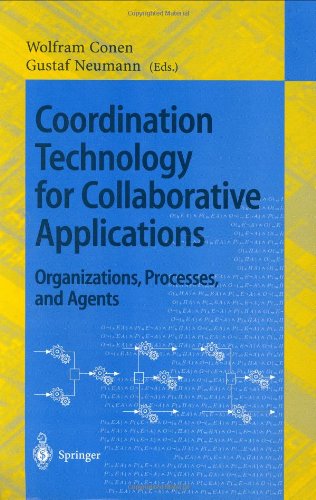 Wolfram Conen
Gustaf Neumann (Eds.)
Coordination
Technology
for Collaborative
Applications
Organizations, Processes,
and Agents
Springer